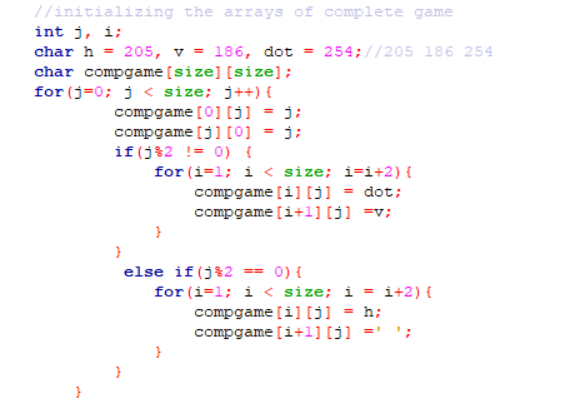 //initializing the arrays of complete game
int j, i;
char h = 205, v = 186, dot = 254;//205 186 254
char compgame[size][size];
for(j=0; j < size; j++){
compgame[0][j] = j;
compgame[j][0] = j;
if(j%2 != 0) {
for(i=1; i < size; i=i+2){
compgame[i][j] = dot;
compgame[i+1][j] =v;
}
}
else if(j%2 == 0){
for(i=1; i < size; i = i+2){
compgame[i][j] = h;
compgame[i+1][j] =' ';
}
}
}